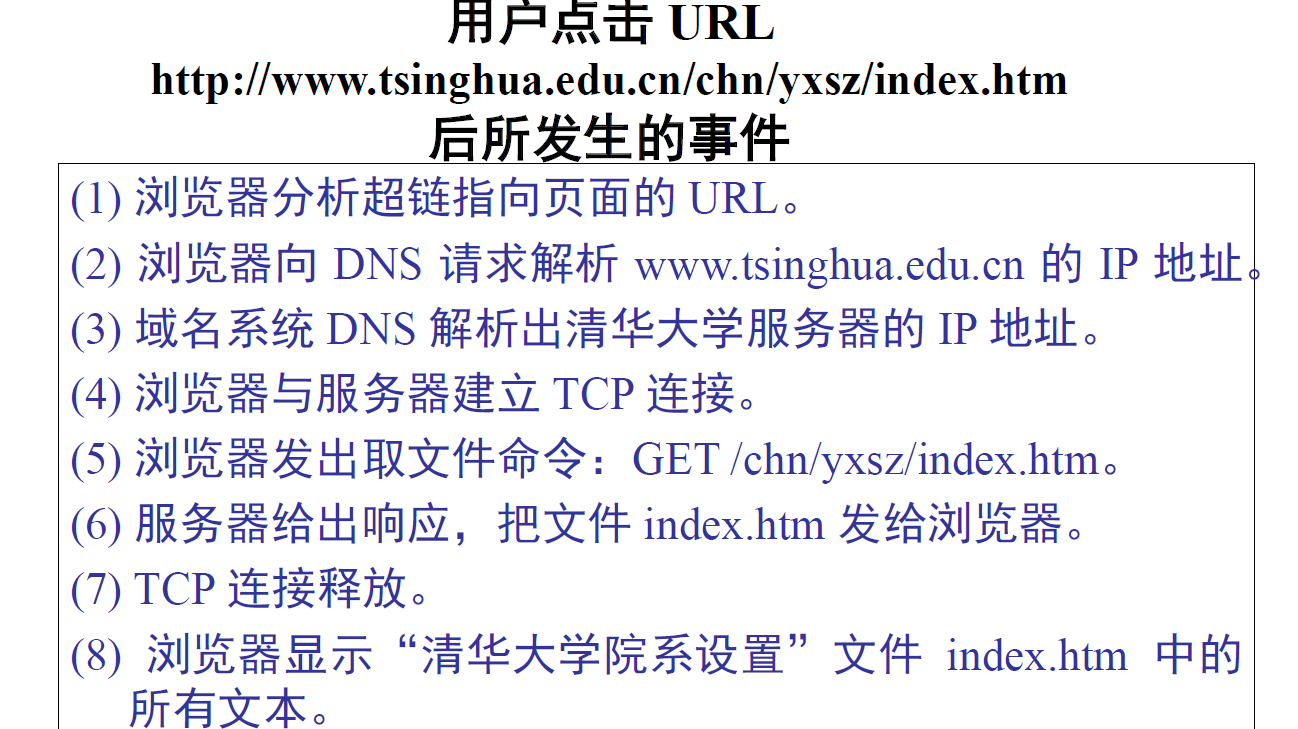 用户点击 URL
http://www.tsinghua.edu.cn/chn/yxsz/index.htm
后所发生的事件
(1) 浏览器分析超链指向页面的 URL。
(2) 浏览器向 DNS 请求解析 www.tsinghua.edu.cn 的 IP 地址。
(3) 域名系统 DNS 解析出清华大学服务器的 IP 地址。
(4) 浏览器与服务器建立 TCP 连接。
(5) 浏览器发出取文件命令：GET /chn/yxsz/index.htm。
(6) 服务器给出响应，把文件 index.htm 发给浏览器。
(7) TCP 连接释放。
(8) 浏览器显示“清华大学院系设置”文件 index.htm 中的
所有文本。